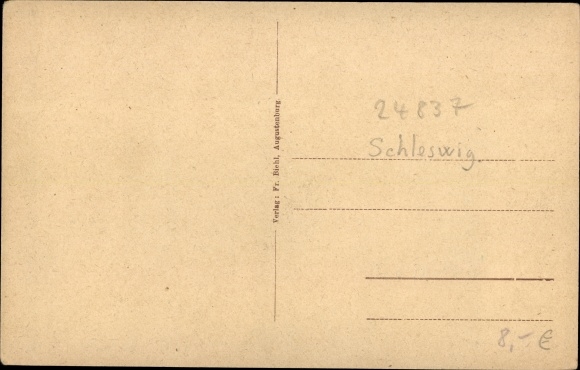 Verlag: Fr. Biehl, Augustenburg
24837
Schleswig
8,- €